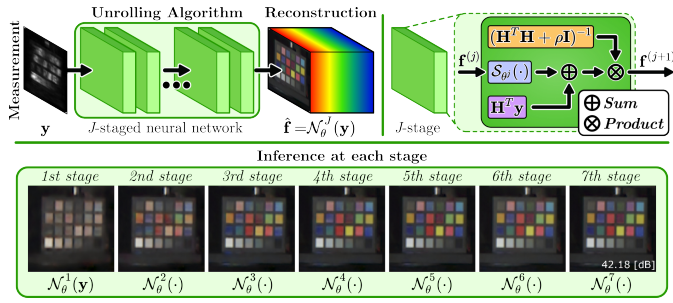 Unrolling Algorithm
Reconstruction
Measurement
y
J-staged neural network
f̂ = 𝒩_θ^J(y)
J-stage
f^(j)
(H^T H + ρI)^−1
S_θ^j(·)
H^T y
f^(j+1)
⊕ Sum
⊗ Product
Inference at each stage
1st stage 2nd stage 3rd stage 4th stage 5th stage 6th stage 7th stage
42.18 [dB]
𝒩_θ^1(y) 𝒩_θ^2(·) 𝒩_θ^3(·) 𝒩_θ^4(·) 𝒩_θ^5(·) 𝒩_θ^6(·) 𝒩_θ^7(·)